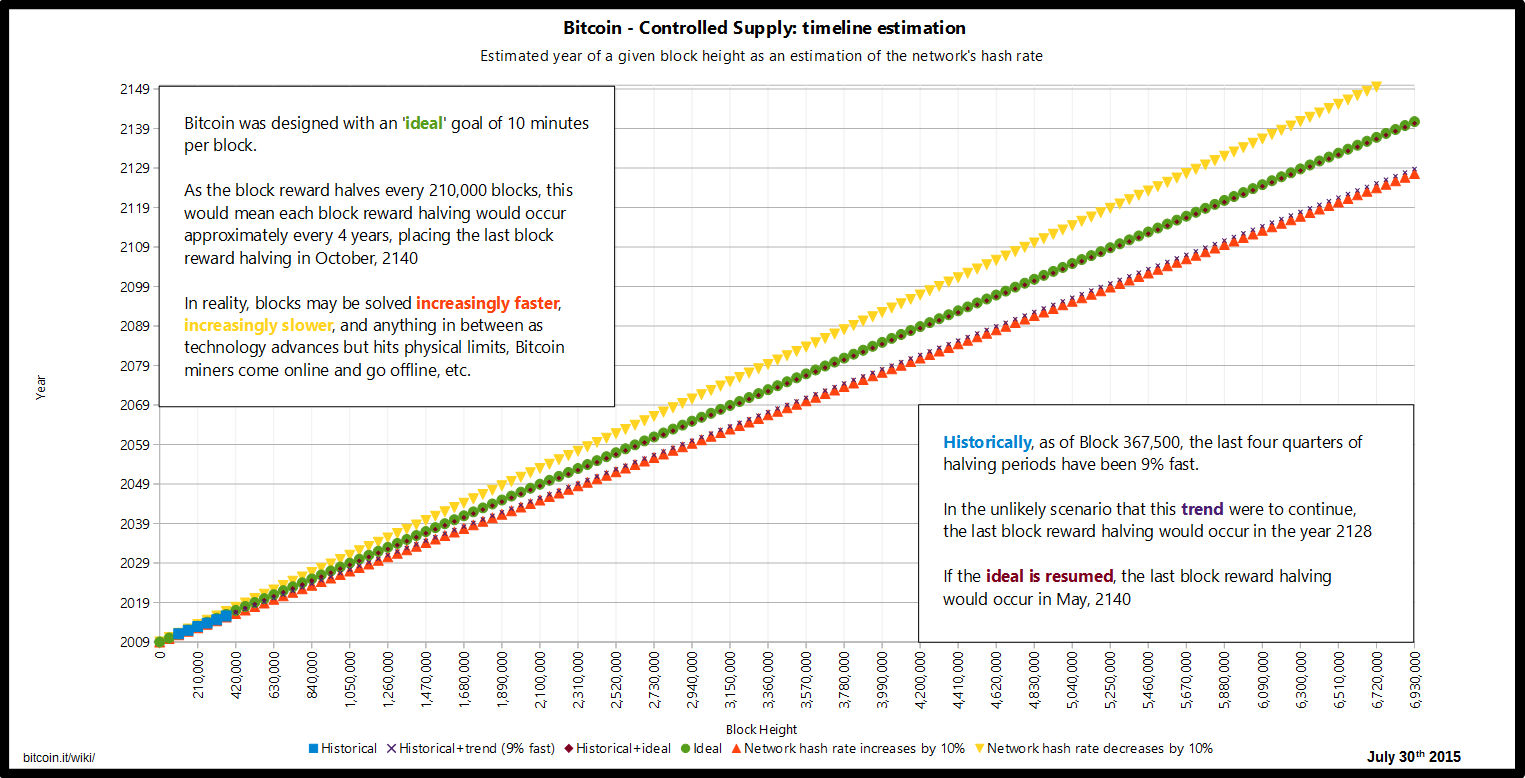 Bitcoin - Controlled Supply: timeline estimation
Estimated year of a given block height as an estimation of the network's hash rate
2149
2139
2129
2119
2109
2099
2089
2079
2069
2059
2049
2039
2029
2019
2009
Year
Bitcoin was designed with an 'ideal' goal of 10 minutes
per block.
As the block reward halves every 210,000 blocks, this
would mean each block reward halving would occur
approximately every 4 years, placing the last block
reward halving in October, 2140
In reality, blocks may be solved increasingly faster,
increasingly slower, and anything in between as
technology advances but hits physical limits, Bitcoin
miners come online and go offline, etc.
Historically, as of Block 367,500, the last four quarters of
halving periods have been 9% fast.
In the unlikely scenario that this trend were to continue,
the last block reward halving would occur in the year 2128
If the ideal is resumed, the last block reward halving
would occur in May, 2140
0
210,000
420,000
630,000
840,000
1,050,000
1,260,000
1,470,000
1,680,000
1,890,000
2,100,000
2,310,000
2,520,000
2,730,000
2,940,000
3,150,000
3,360,000
3,570,000
3,780,000
3,990,000
4,200,000
4,410,000
4,620,000
4,830,000
5,040,000
5,250,000
5,460,000
5,670,000
5,880,000
6,090,000
6,300,000
6,510,000
6,720,000
6,930,000
Block Height
Historical
Historical+trend (9% fast)
Historical+ideal
Ideal
Network hash rate increases by 10%
Network hash rate decreases by 10%
bitcoin.it/wiki/
July 30th 2015